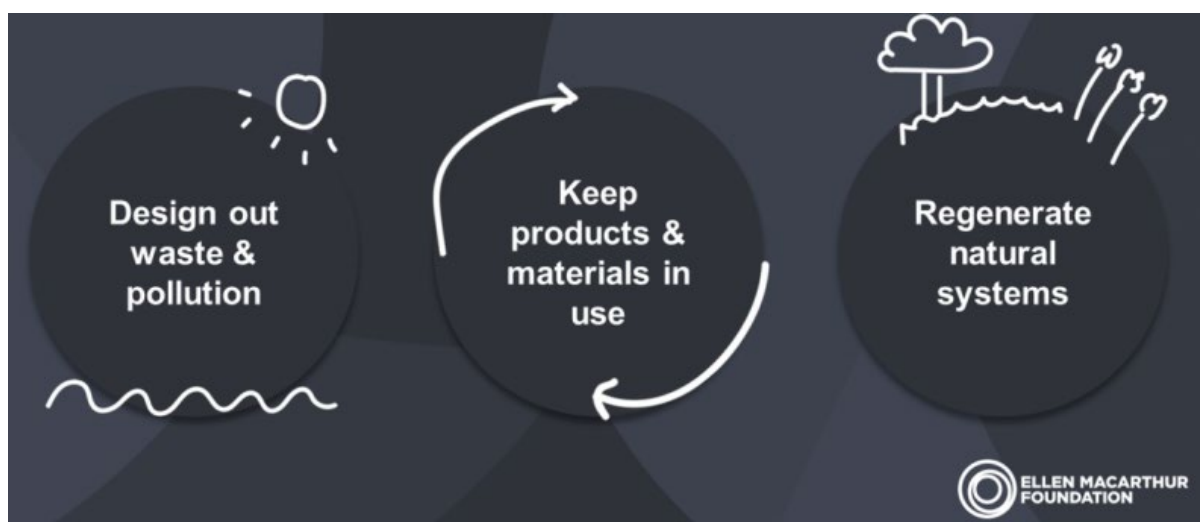 Design out
waste &
pollution
Keep
products &
materials in
use
Regenerate
natural
systems
ELLEN MACARTHUR
FOUNDATION